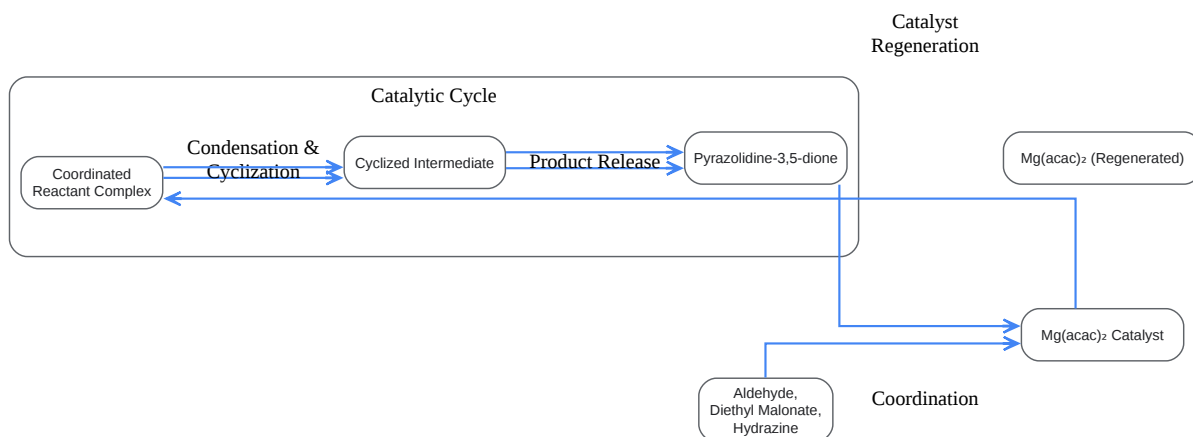 Catalyst
Regeneration
Catalytic Cycle
Condensation &
Cyclization
Coordinated
Reactant Complex
Cyclized Intermediate
Product Release
Pyrazolidine-3,5-dione
Mg(acac)₂ (Regenerated)
Mg(acac)₂ Catalyst
Aldehyde,
Diethyl Malonate,
Hydrazine
Coordination